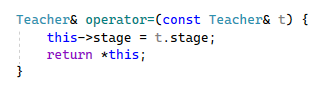 Teacher& operator=(const Teacher& t) {
    this->stage = t.stage;
    return *this;
}